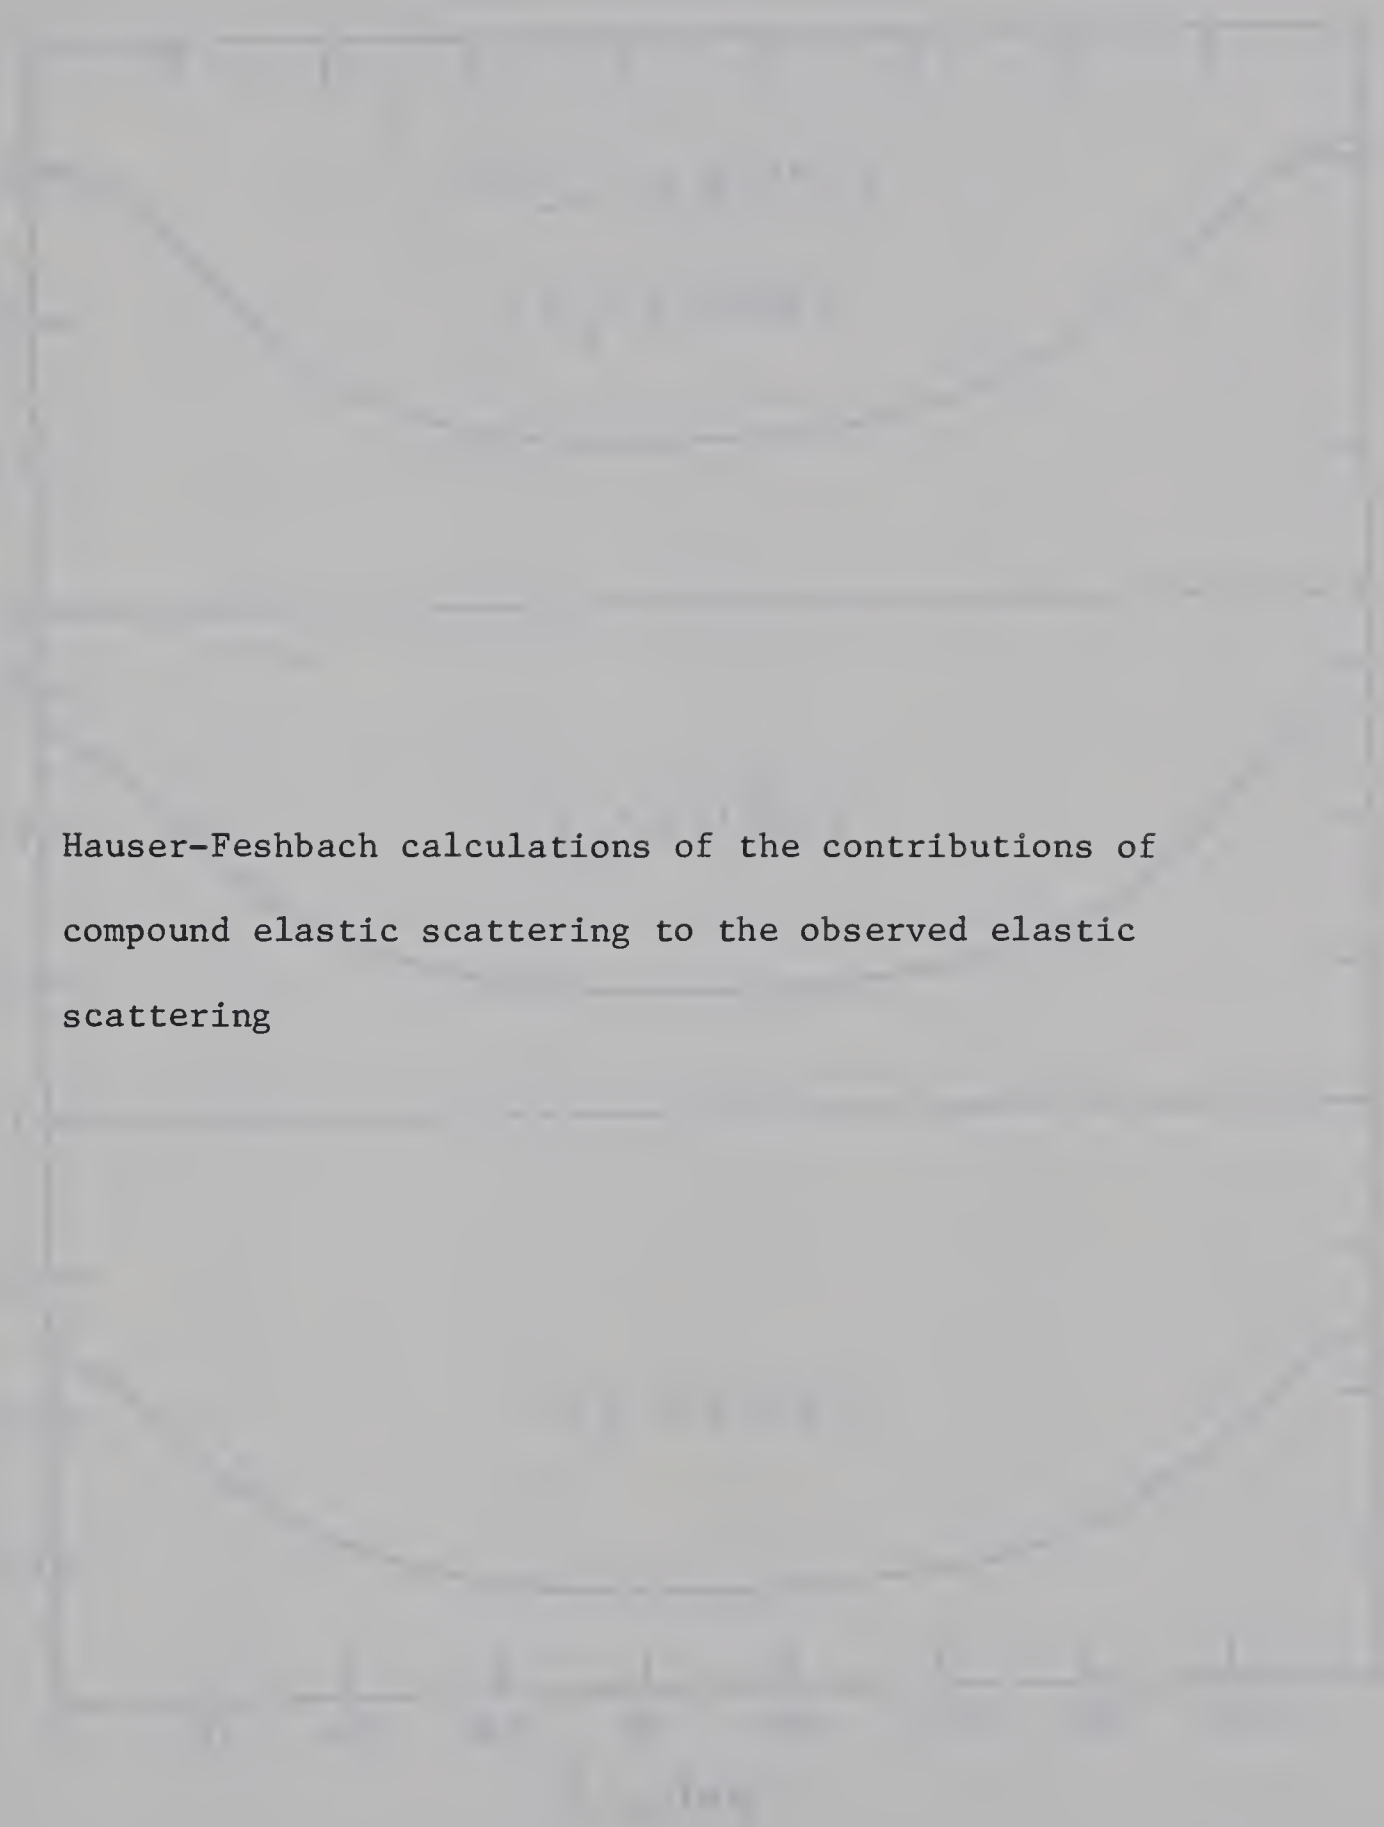 Hauser-Feshbach calculations of the contributions of
compound elastic scattering to the observed elastic
scattering